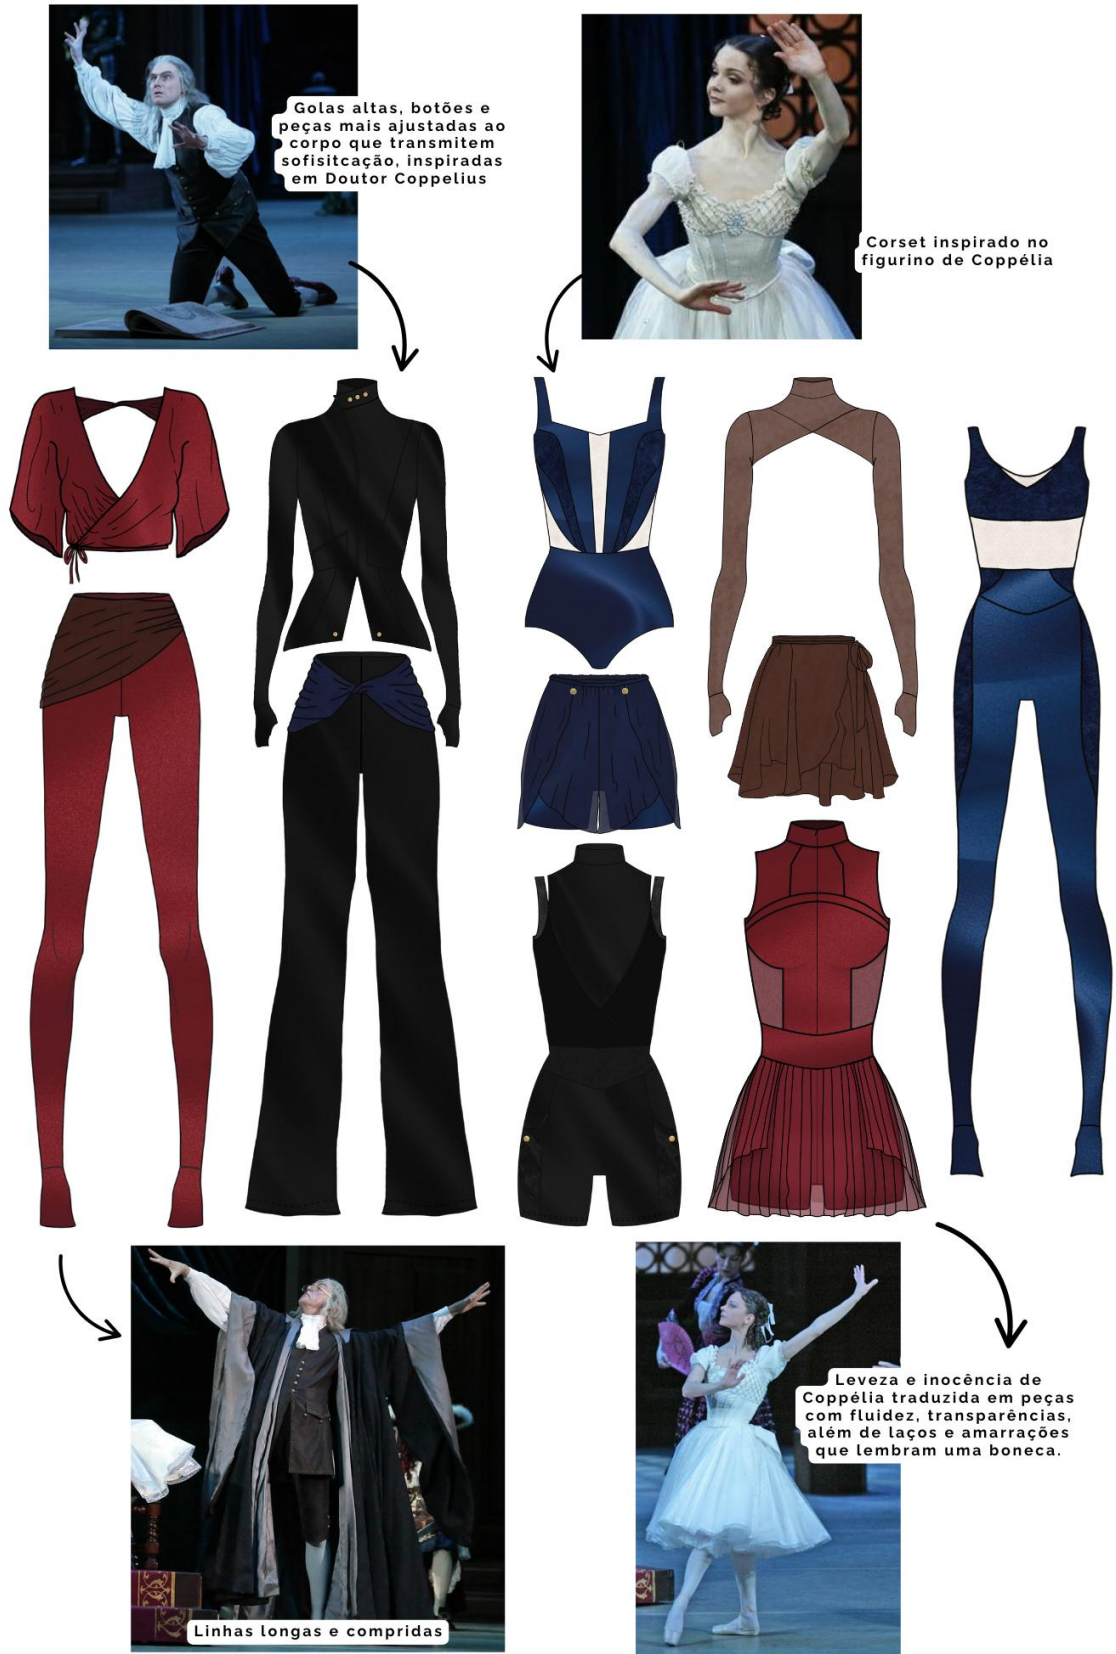 Golas altas, botões e
peças mais ajustadas ao
corpo que transmitem
sofisitcação, inspiradas
em Doutor Coppelius
Corset inspirado no
figurino de Coppélia
Linhas longas e compridas
Leveza e inocência de
Coppélia traduzida em peças
com fluidez, transparências,
além de laços e amarrações
que lembram uma boneca.